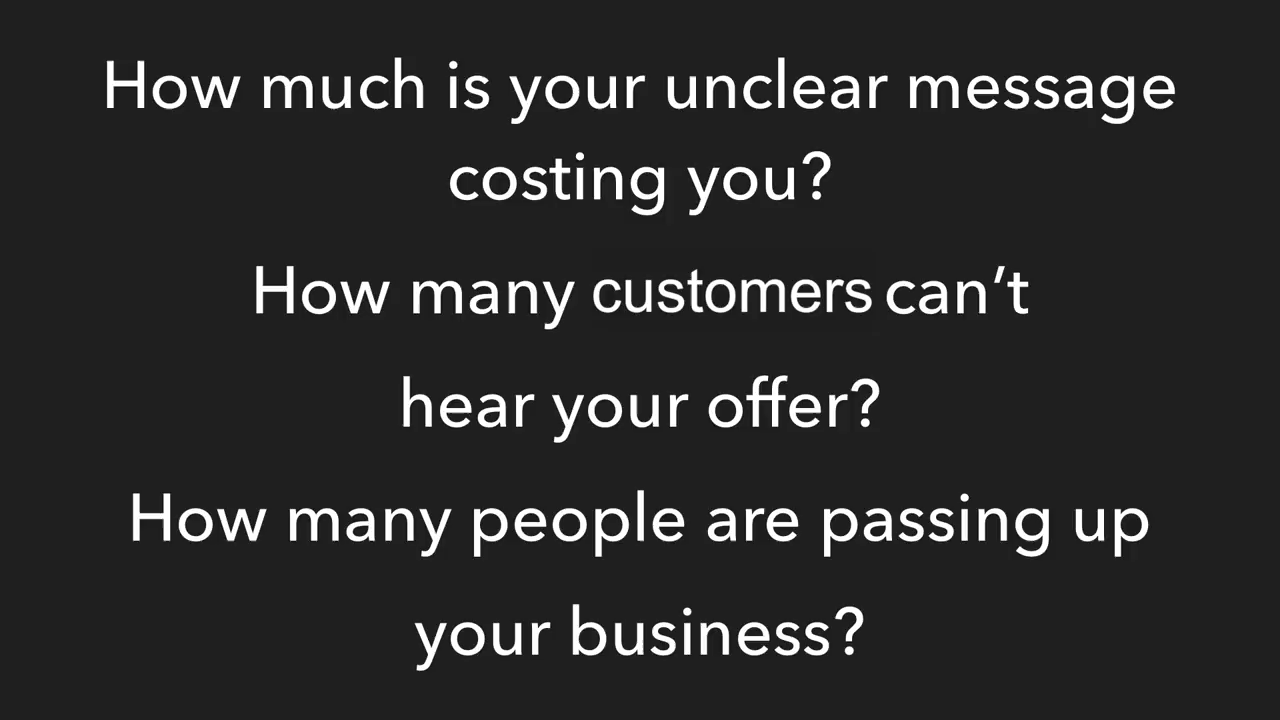 How much is your unclear message
costing you?
How many customers can’t
hear your offer?
How many people are passing up
your business?